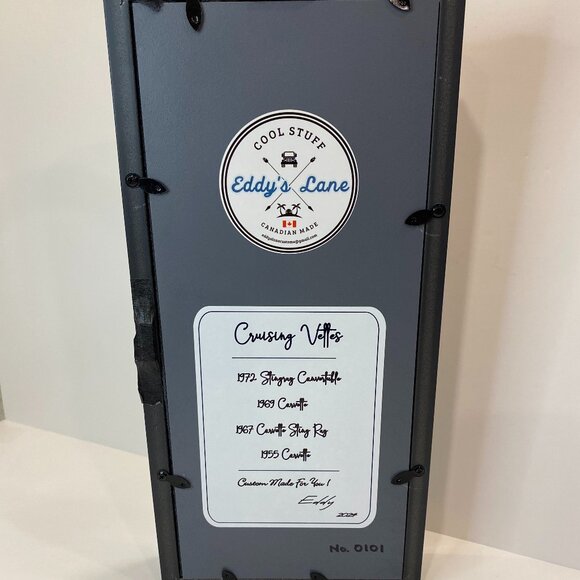 COOL STUFF
Eddy's Lane
CANADIAN MADE
Cruising Vettes
1972 Stingray Convertible
1969 Corvette
1967 Corvette Sting Ray
1955 Corvette
Custom Made For You !
Eddy
2024
No. 0101